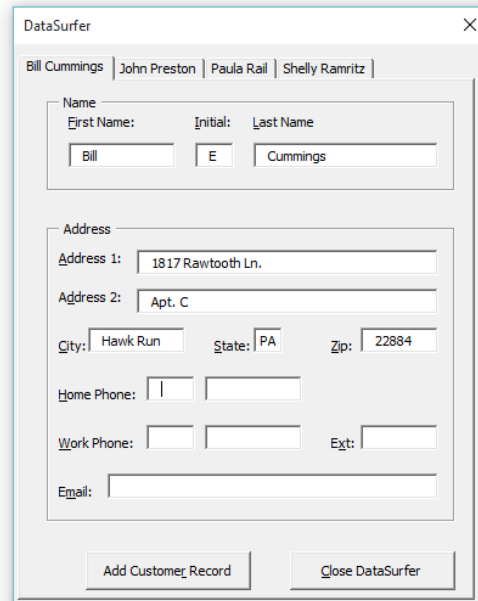 DataSurfer
Bill Cummings John Preston Paula Rail Shelly Ramritz
Name
First Name: Initial: Last Name
Bill E Cummings
Address
Address 1: 1817 Rawtooth Ln.
Address 2: Apt. C
City: Hawk Run State: PA Zip: 22884
Home Phone:
Work Phone: Ext:
Email:
Add Customer Record Close DataSurfer